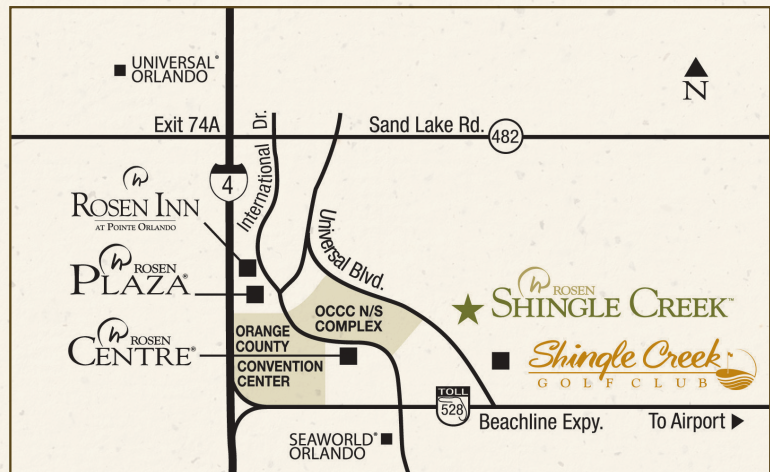 UNIVERSAL®
ORLANDO
N
Exit 74A
International Dr.
Sand Lake Rd.
482
4
ROSEN INN
AT POINTE ORLANDO
Universal Blvd.
ROSEN
PLAZA®
ROSEN
SHINGLE CREEK™
OCCC N/S
COMPLEX
ORANGE
COUNTY
CONVENTION
CENTER
ROSEN
CENTRE®
Shingle Creek
GOLF CLUB
TOLL
528
Beachline Expy.
To Airport
SEAWORLD®
ORLANDO